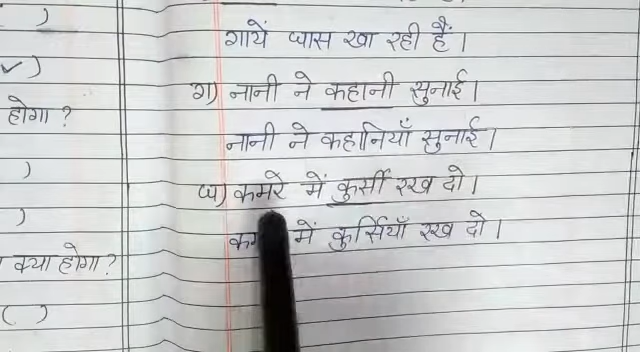 )
✓)
होगा?
)
)
क्या होगा?
( )
गायें घास खा रही हैं।
ग) नानी ने कहानी सुनाई।
नानी ने कहानियाँ सुनाई।
घ) कमरे में कुर्सी रख दो।
में कुर्सियाँ रख दो।